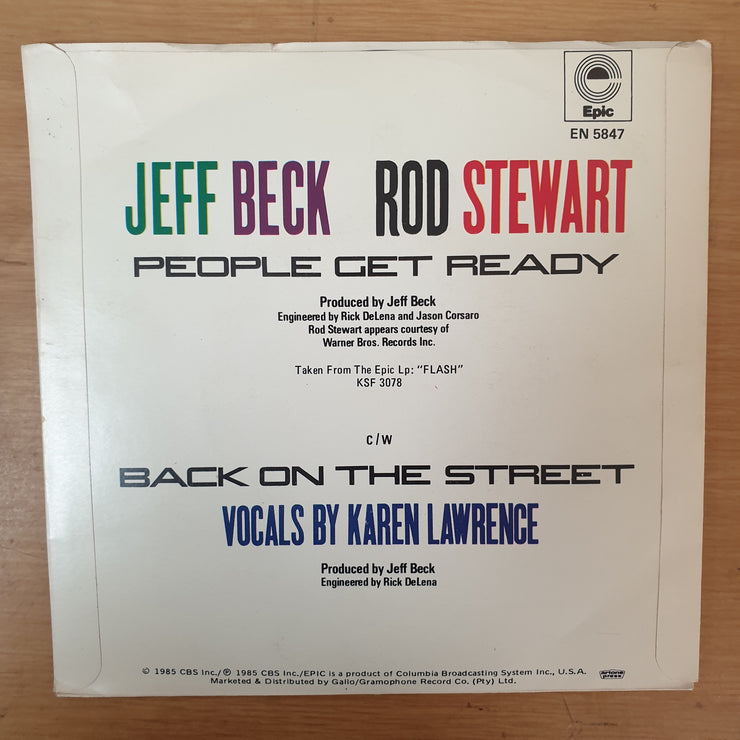 Epic
EN 5847
JEFF BECK ROD STEWART
PEOPLE GET READY
Produced by Jeff Beck
Engineered by Rick DeLena and Jason Corsaro
Rod Stewart appears courtesy of
Warner Bros. Records Inc.
Taken From The Epic Lp: "FLASH"
KSF 3078
c/w
BACK ON THE STREET
VOCALS BY KAREN LAWRENCE
Produced by Jeff Beck
Engineered by Rick DeLena
© 1985 CBS Inc./℗ 1985 CBS Inc./EPIC is a product of Columbia Broadcasting System Inc., U.S.A.
Marketed & Distributed by Gallo/Gramophone Record Co. (Pty) Ltd.
artone
press